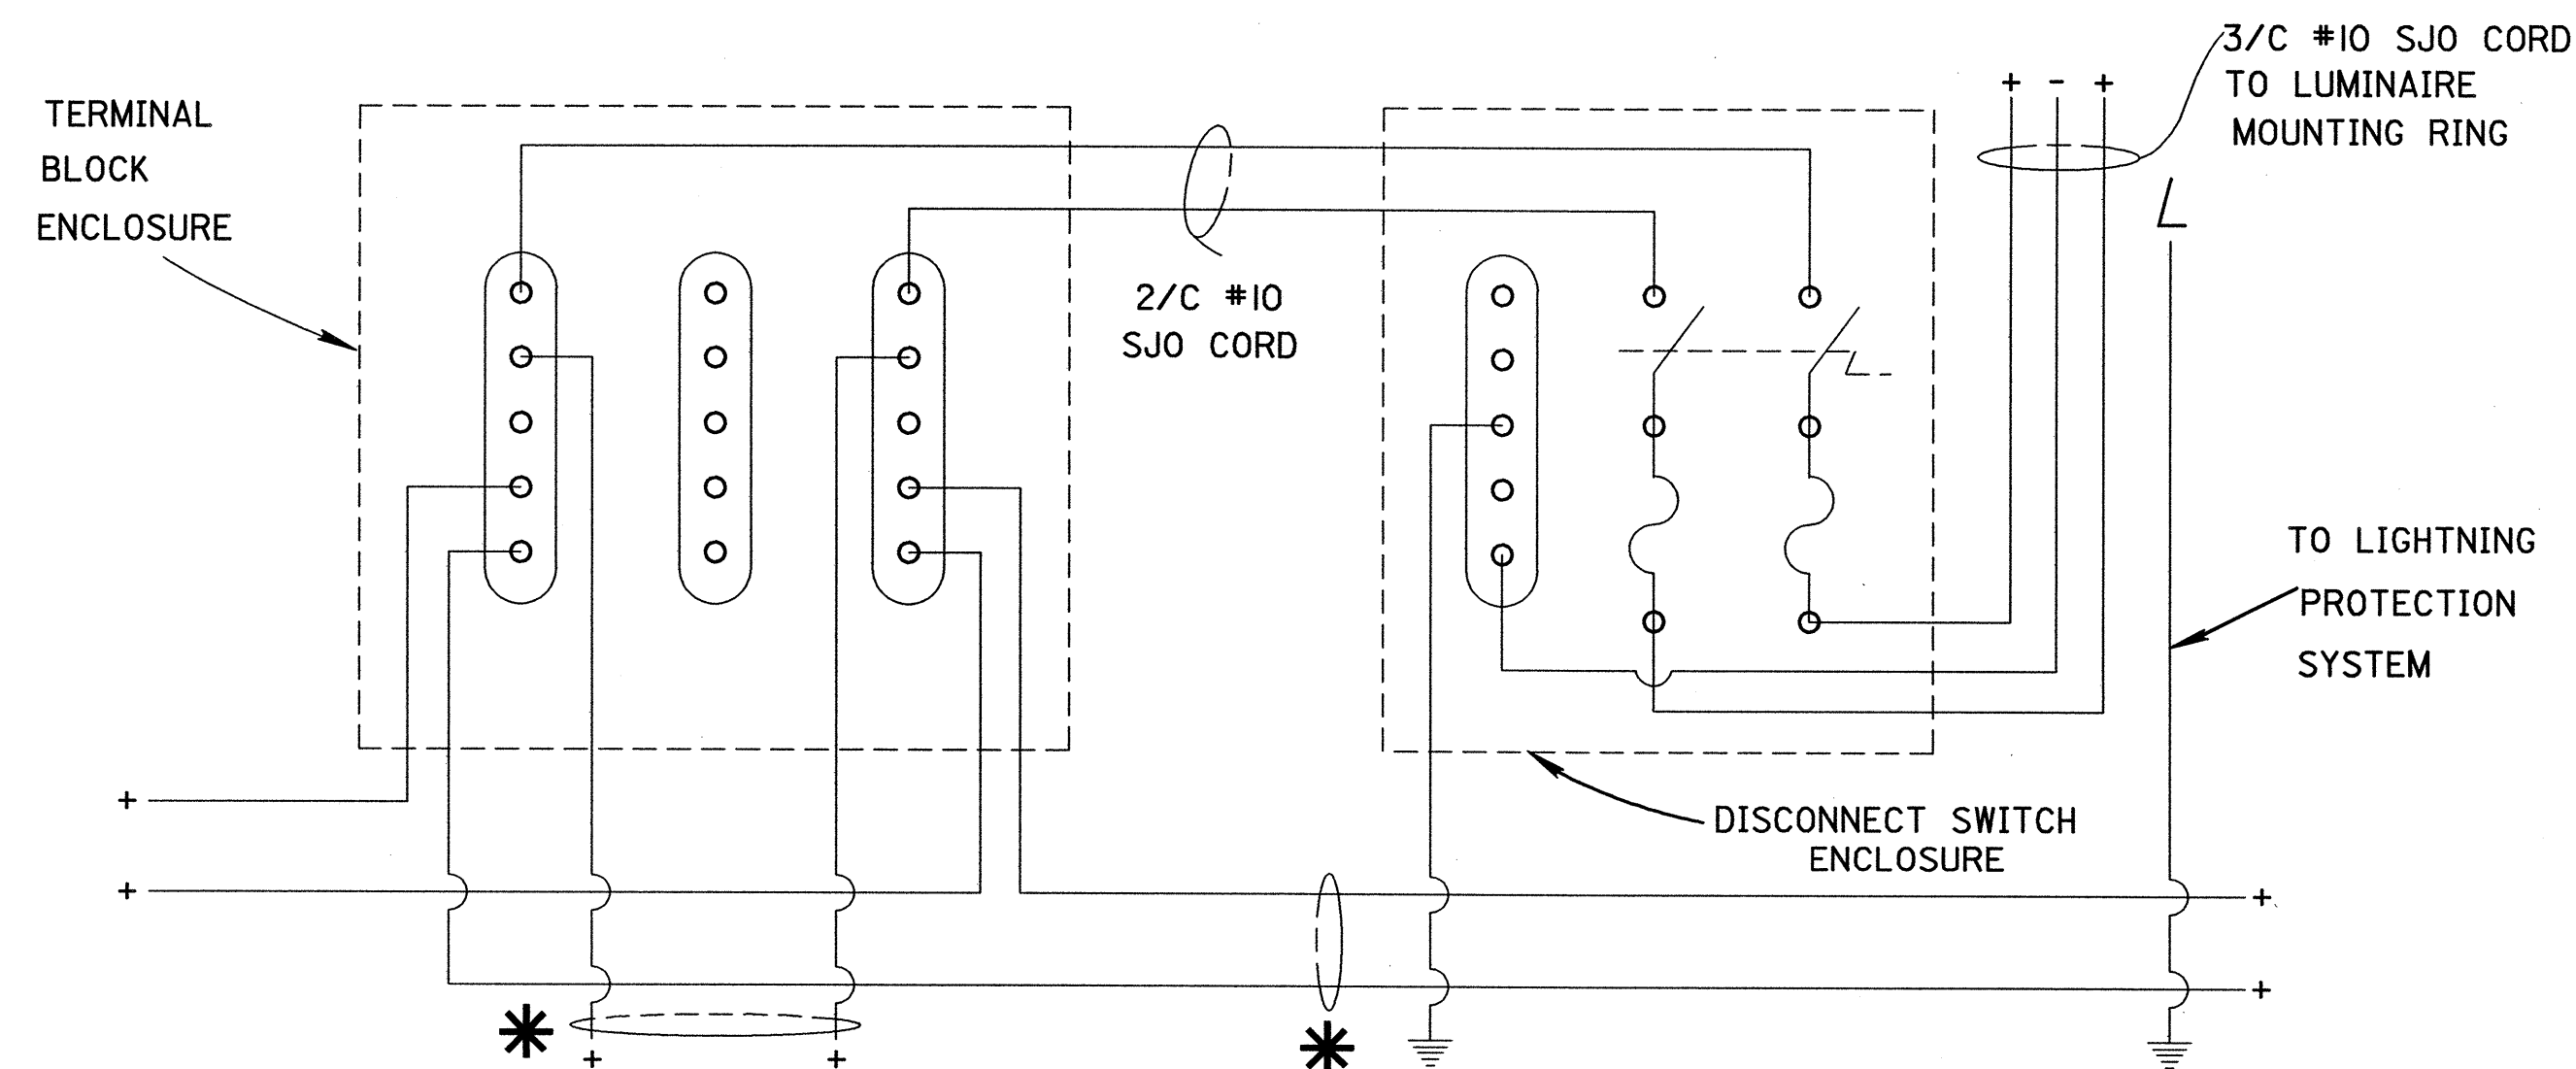 TERMINAL
BLOCK
ENCLOSURE
2/C #10
SJO CORD
+ - +
3/C #10 SJO CORD
TO LUMINAIRE
MOUNTING RING
L
TO LIGHTNING
PROTECTION
SYSTEM
DISCONNECT SWITCH
ENCLOSURE
+
+
+
+
* *
+ +